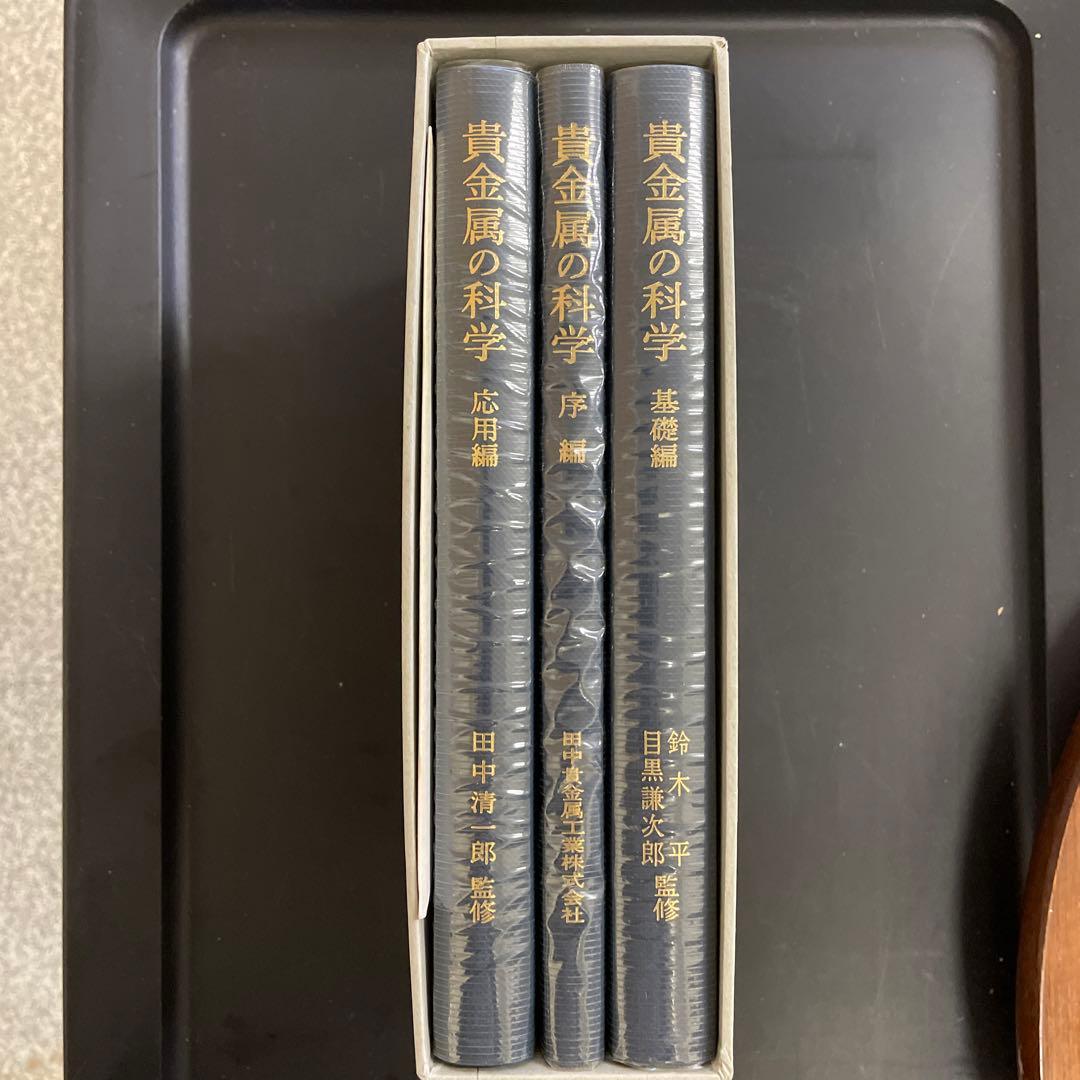 貴金属の科学 応用編
田中清一郎 監修
貴金属の科学 序編
田中貴金属工業株式会社
貴金属の科学 基礎編
鈴木 平
目黒謙次郎 監修